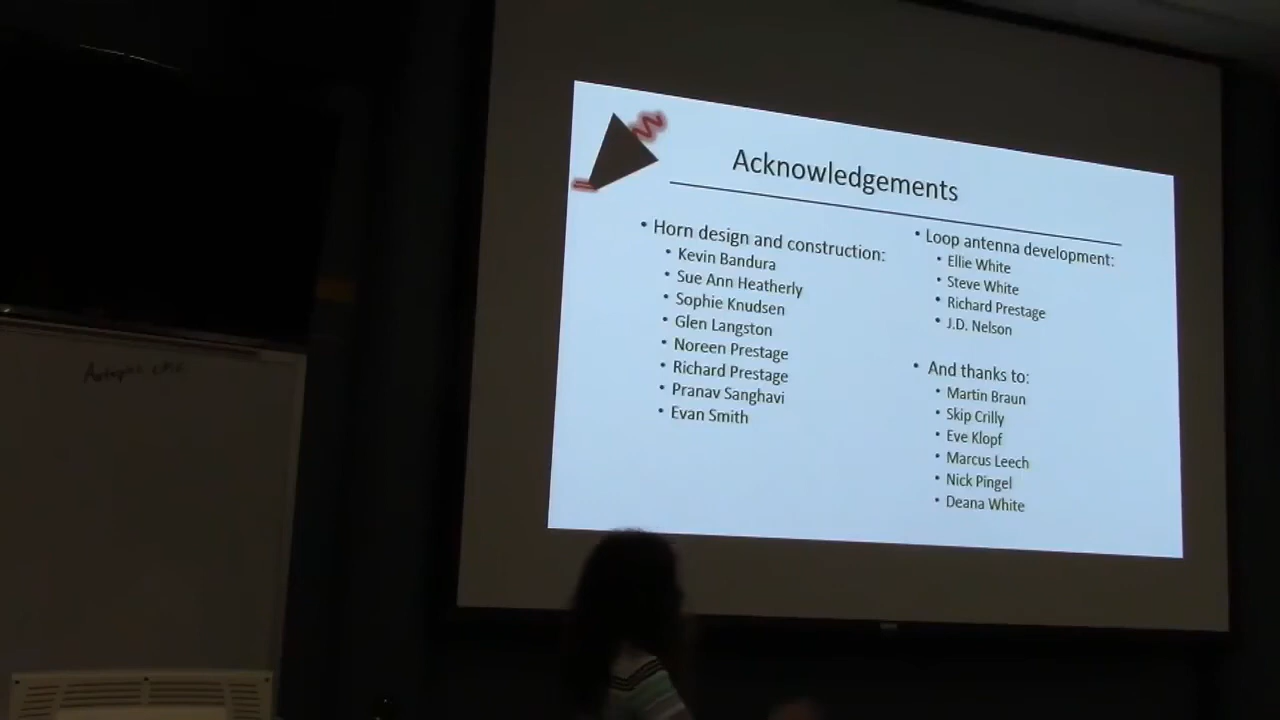 Acknowledgements
• Horn design and construction:
• Kevin Bandura
• Sue Ann Heatherly
• Sophie Knudsen
• Glen Langston
• Noreen Prestage
• Richard Prestage
• Pranav Sanghavi
• Evan Smith
• Loop antenna development:
• Ellie White
• Steve White
• Richard Prestage
• J.D. Nelson
• And thanks to:
• Martin Braun
• Skip Crilly
• Eve Klopf
• Marcus Leech
• Nick Pingel
• Deana White